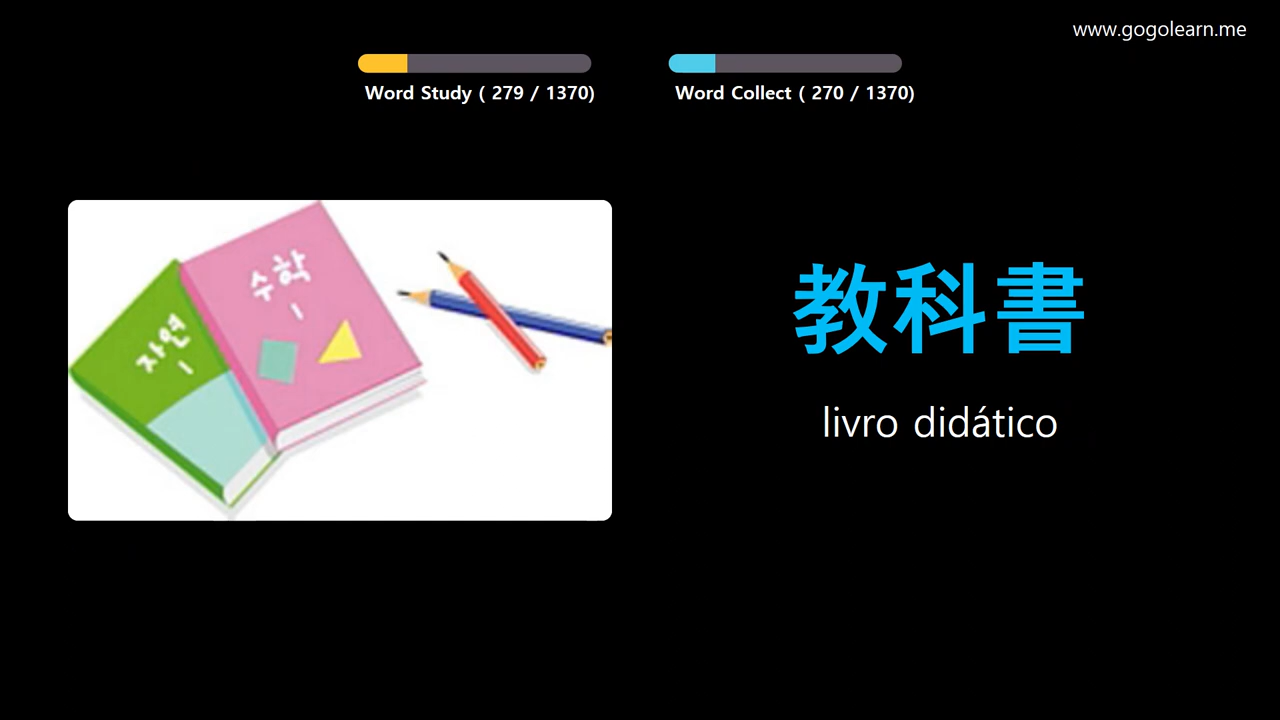 www.gogolearn.me
Word Study ( 279 / 1370)
Word Collect ( 270 / 1370)
수학
1
자연
1
教科書
livro didático